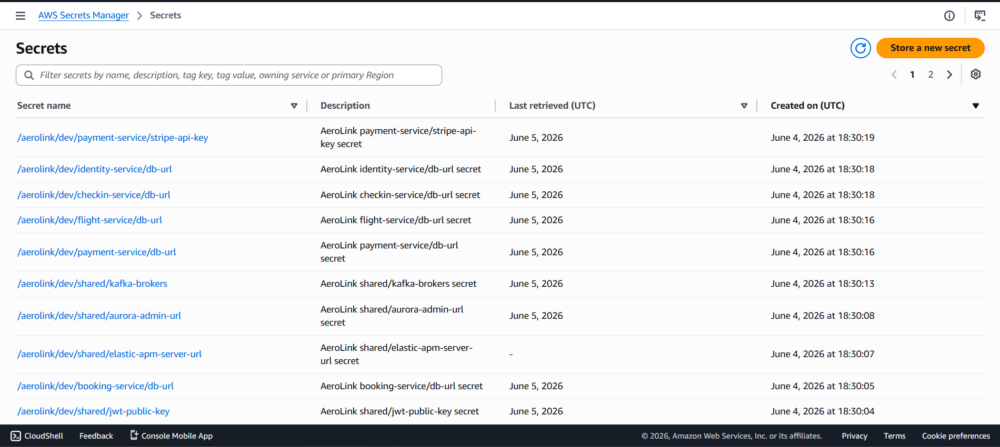 AWS Secrets Manager > Secrets
Secrets
Store a new secret
Filter secrets by name, description, tag key, tag value, owning service or primary Region
1 2
Secret name Description Last retrieved (UTC) Created on (UTC)
/aerolink/dev/payment-service/stripe-api-key AeroLink payment-service/stripe-api- June 5, 2026 June 4, 2026 at 18:30:19
key secret
/aerolink/dev/identity-service/db-url AeroLink identity-service/db-url secret June 5, 2026 June 4, 2026 at 18:30:18
/aerolink/dev/checkin-service/db-url AeroLink checkin-service/db-url secret June 5, 2026 June 4, 2026 at 18:30:18
/aerolink/dev/flight-service/db-url AeroLink flight-service/db-url secret June 5, 2026 June 4, 2026 at 18:30:16
/aerolink/dev/payment-service/db-url AeroLink payment-service/db-url June 5, 2026 June 4, 2026 at 18:30:16
secret
/aerolink/dev/shared/kafka-brokers AeroLink shared/kafka-brokers secret June 5, 2026 June 4, 2026 at 18:30:13
/aerolink/dev/shared/aurora-admin-url AeroLink shared/aurora-admin-url June 5, 2026 June 4, 2026 at 18:30:08
secret
/aerolink/dev/shared/elastic-apm-server-url AeroLink shared/elastic-apm-server- - June 4, 2026 at 18:30:07
url secret
/aerolink/dev/booking-service/db-url AeroLink booking-service/db-url secret June 5, 2026 June 4, 2026 at 18:30:05
/aerolink/dev/shared/jwt-public-key AeroLink shared/jwt-public-key secret June 5, 2026 June 4, 2026 at 18:30:04
CloudShell Feedback Console Mobile App © 2026, Amazon Web Services, Inc. or its affiliates. Privacy Terms Cookie preferences